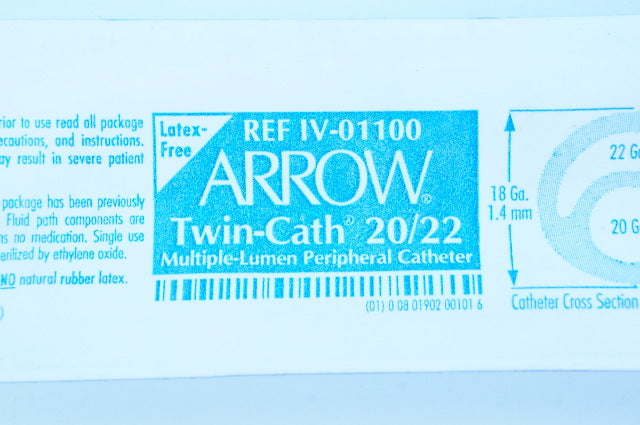 rior to use read all package
ecautions, and instructions.
ay result in severe patient
package has been previously
Fluid path components are
ns no medication. Single use
erilized by ethylene oxide.
NO natural rubber latex.
)
Latex-
Free
REF IV-01100
ARROW®
Twin-Cath® 20/22
Multiple-Lumen Peripheral Catheter
(01) 0 08 01902 00101 6
18 Ga.
1.4 mm
22 Ga
20 G
Catheter Cross Section